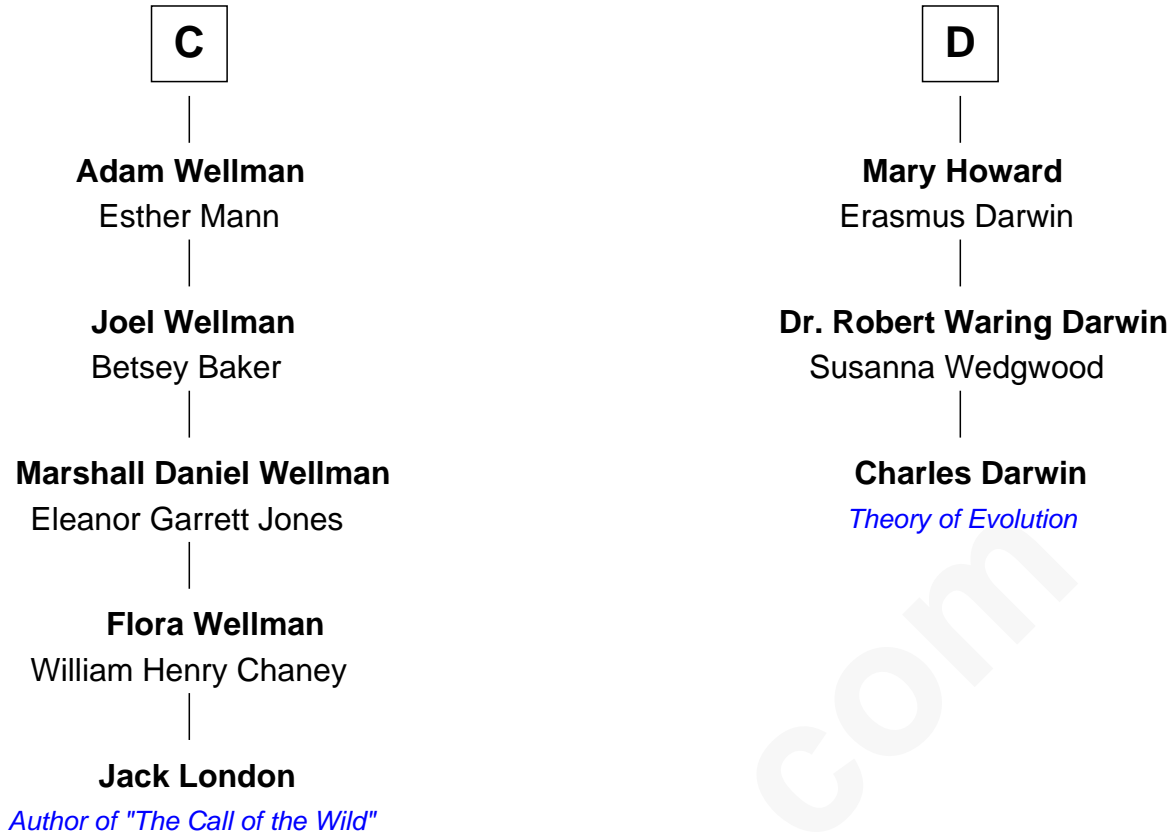 C
Adam Wellman
Esther Mann
Joel Wellman
Betsey Baker
Marshall Daniel Wellman
Eleanor Garrett Jones
Flora Wellman
William Henry Chaney
Jack London
Author of "The Call of the Wild"
D
Mary Howard
Erasmus Darwin
Dr. Robert Waring Darwin
Susanna Wedgwood
Charles Darwin
Theory of Evolution
com